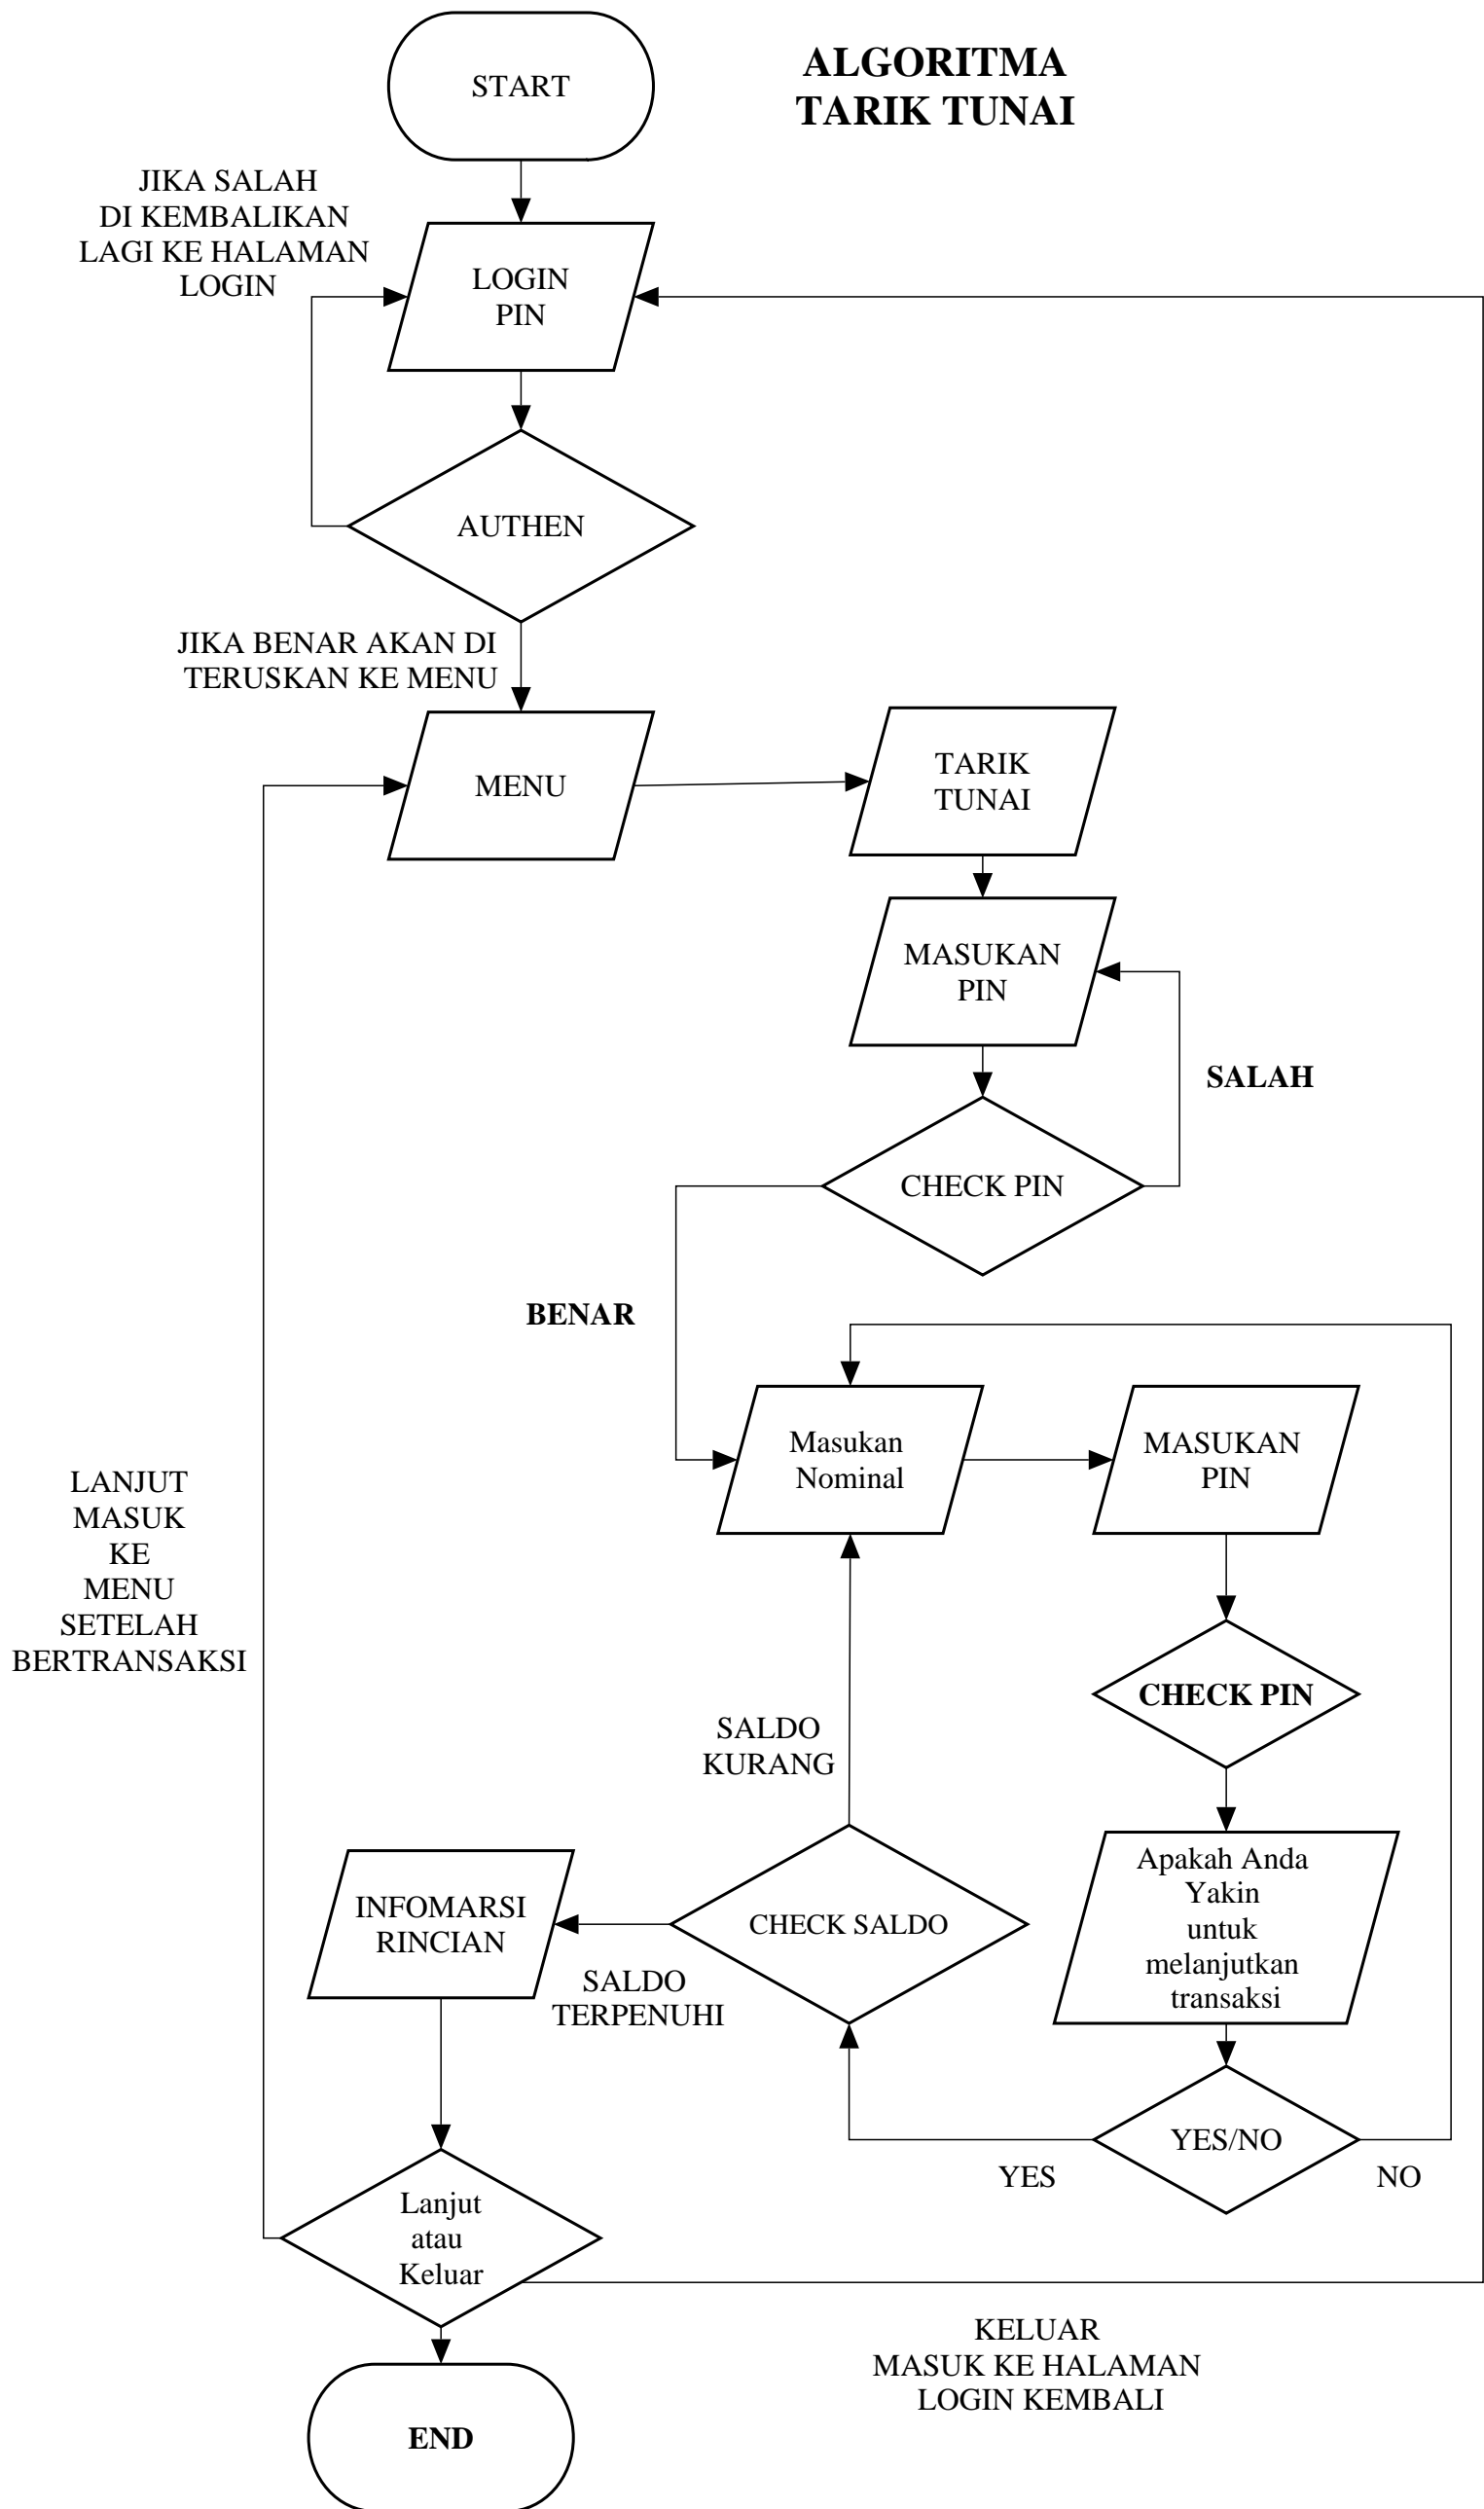 START
ALGORITMA
TARIK TUNAI
JIKA SALAH
DI KEMBALIKAN
LAGI KE HALAMAN
LOGIN
LOGIN
PIN
AUTHEN
JIKA BENAR AKAN DI
TERUSKAN KE MENU
MENU
TARIK
TUNAI
MASUKAN
PIN
SALAH
CHECK PIN
BENAR
Masukan
Nominal
MASUKAN
PIN
LANJUT
MASUK
KE
MENU
SETELAH
BERTRANSAKSI
CHECK PIN
SALDO
KURANG
Apakah Anda
Yakin
untuk
melanjutkan
transaksi
INFOMARSI
RINCIAN
CHECK SALDO
SALDO
TERPENUHI
YES/NO
YES
NO
Lanjut
atau
Keluar
KELUAR
MASUK KE HALAMAN
LOGIN KEMBALI
END